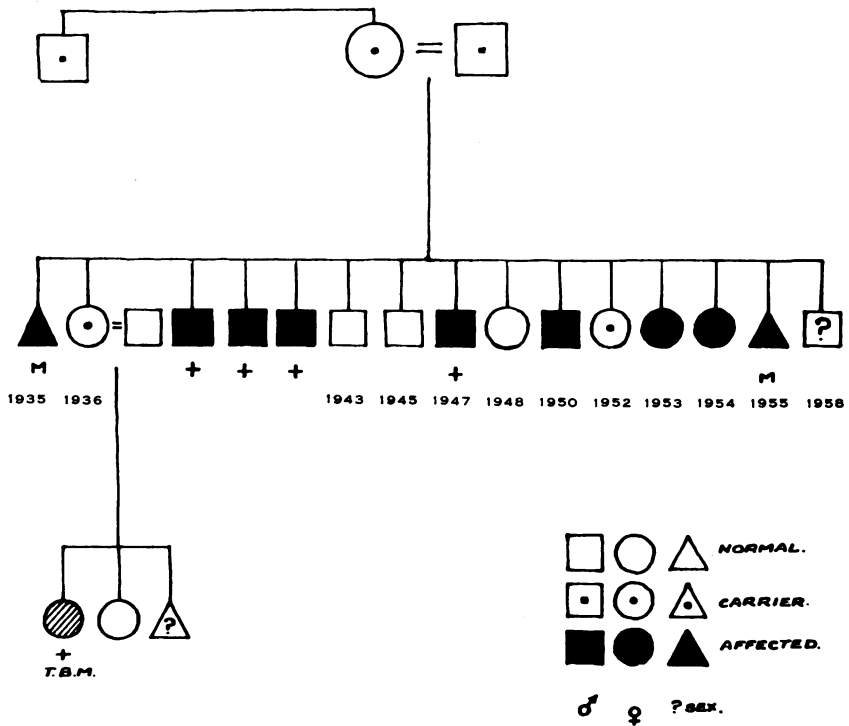 ?
M + + + + M
1935 1936 1943 1945 1947 1948 1950 1952 1953 1954 1955 1958
NORMAL.
?
CARRIER.
+
T.B.M.
AFFECTED.
♂ ♀ ? SEX.